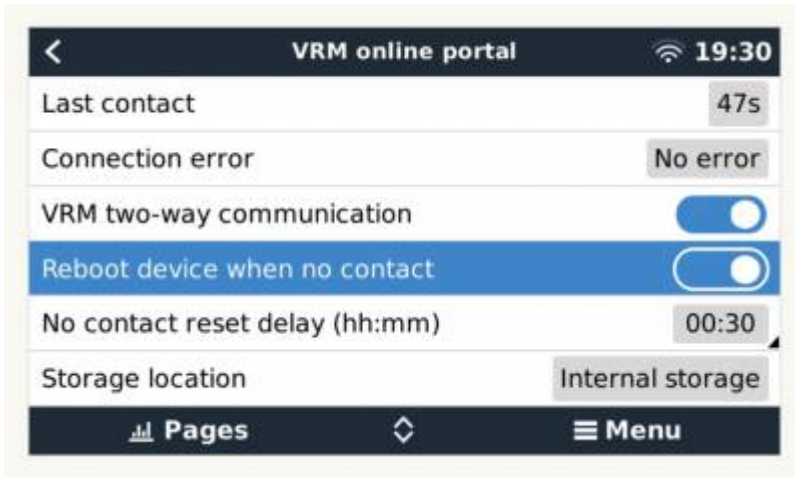 VRM online portal 19:30
Last contact 47s
Connection error No error
VRM two-way communication
Reboot device when no contact
No contact reset delay (hh:mm) 00:30
Storage location Internal storage
Pages Menu